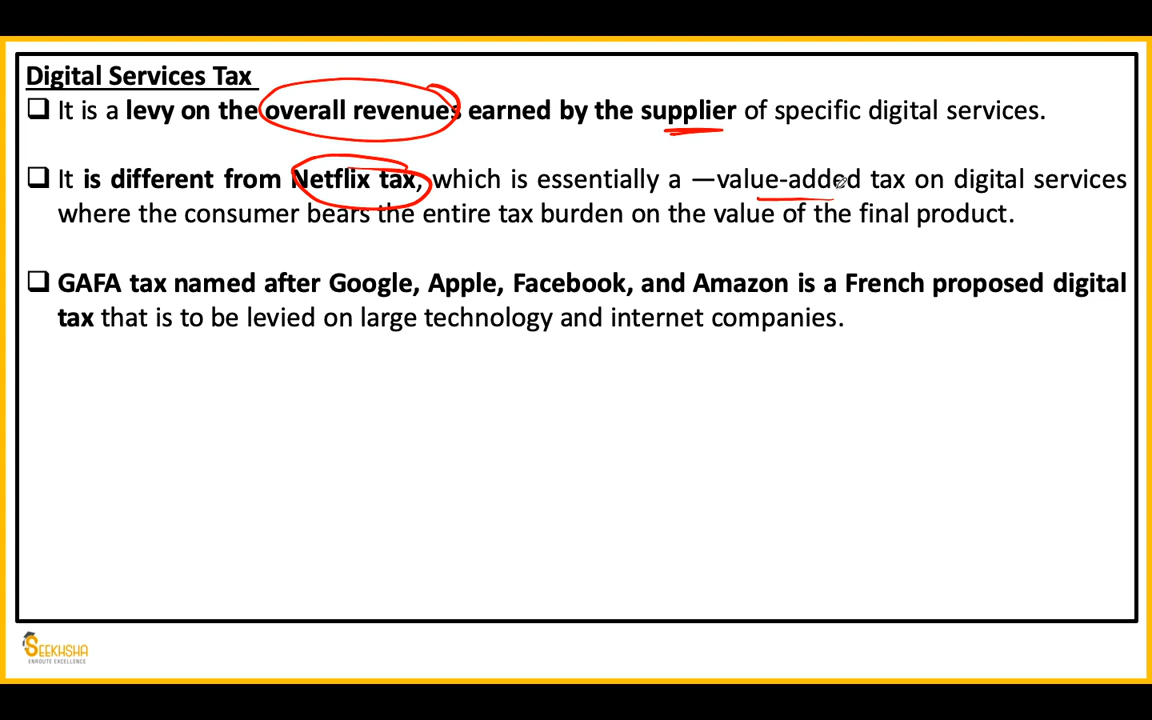 Digital Services Tax
❑ It is a levy on the overall revenues earned by the supplier of specific digital services.
❑ It is different from Netflix tax, which is essentially a —value-added tax on digital services
where the consumer bears the entire tax burden on the value of the final product.
❑ GAFA tax named after Google, Apple, Facebook, and Amazon is a French proposed digital
tax that is to be levied on large technology and internet companies.
SEEKHSHA
ENROUTE EXCELLENCE